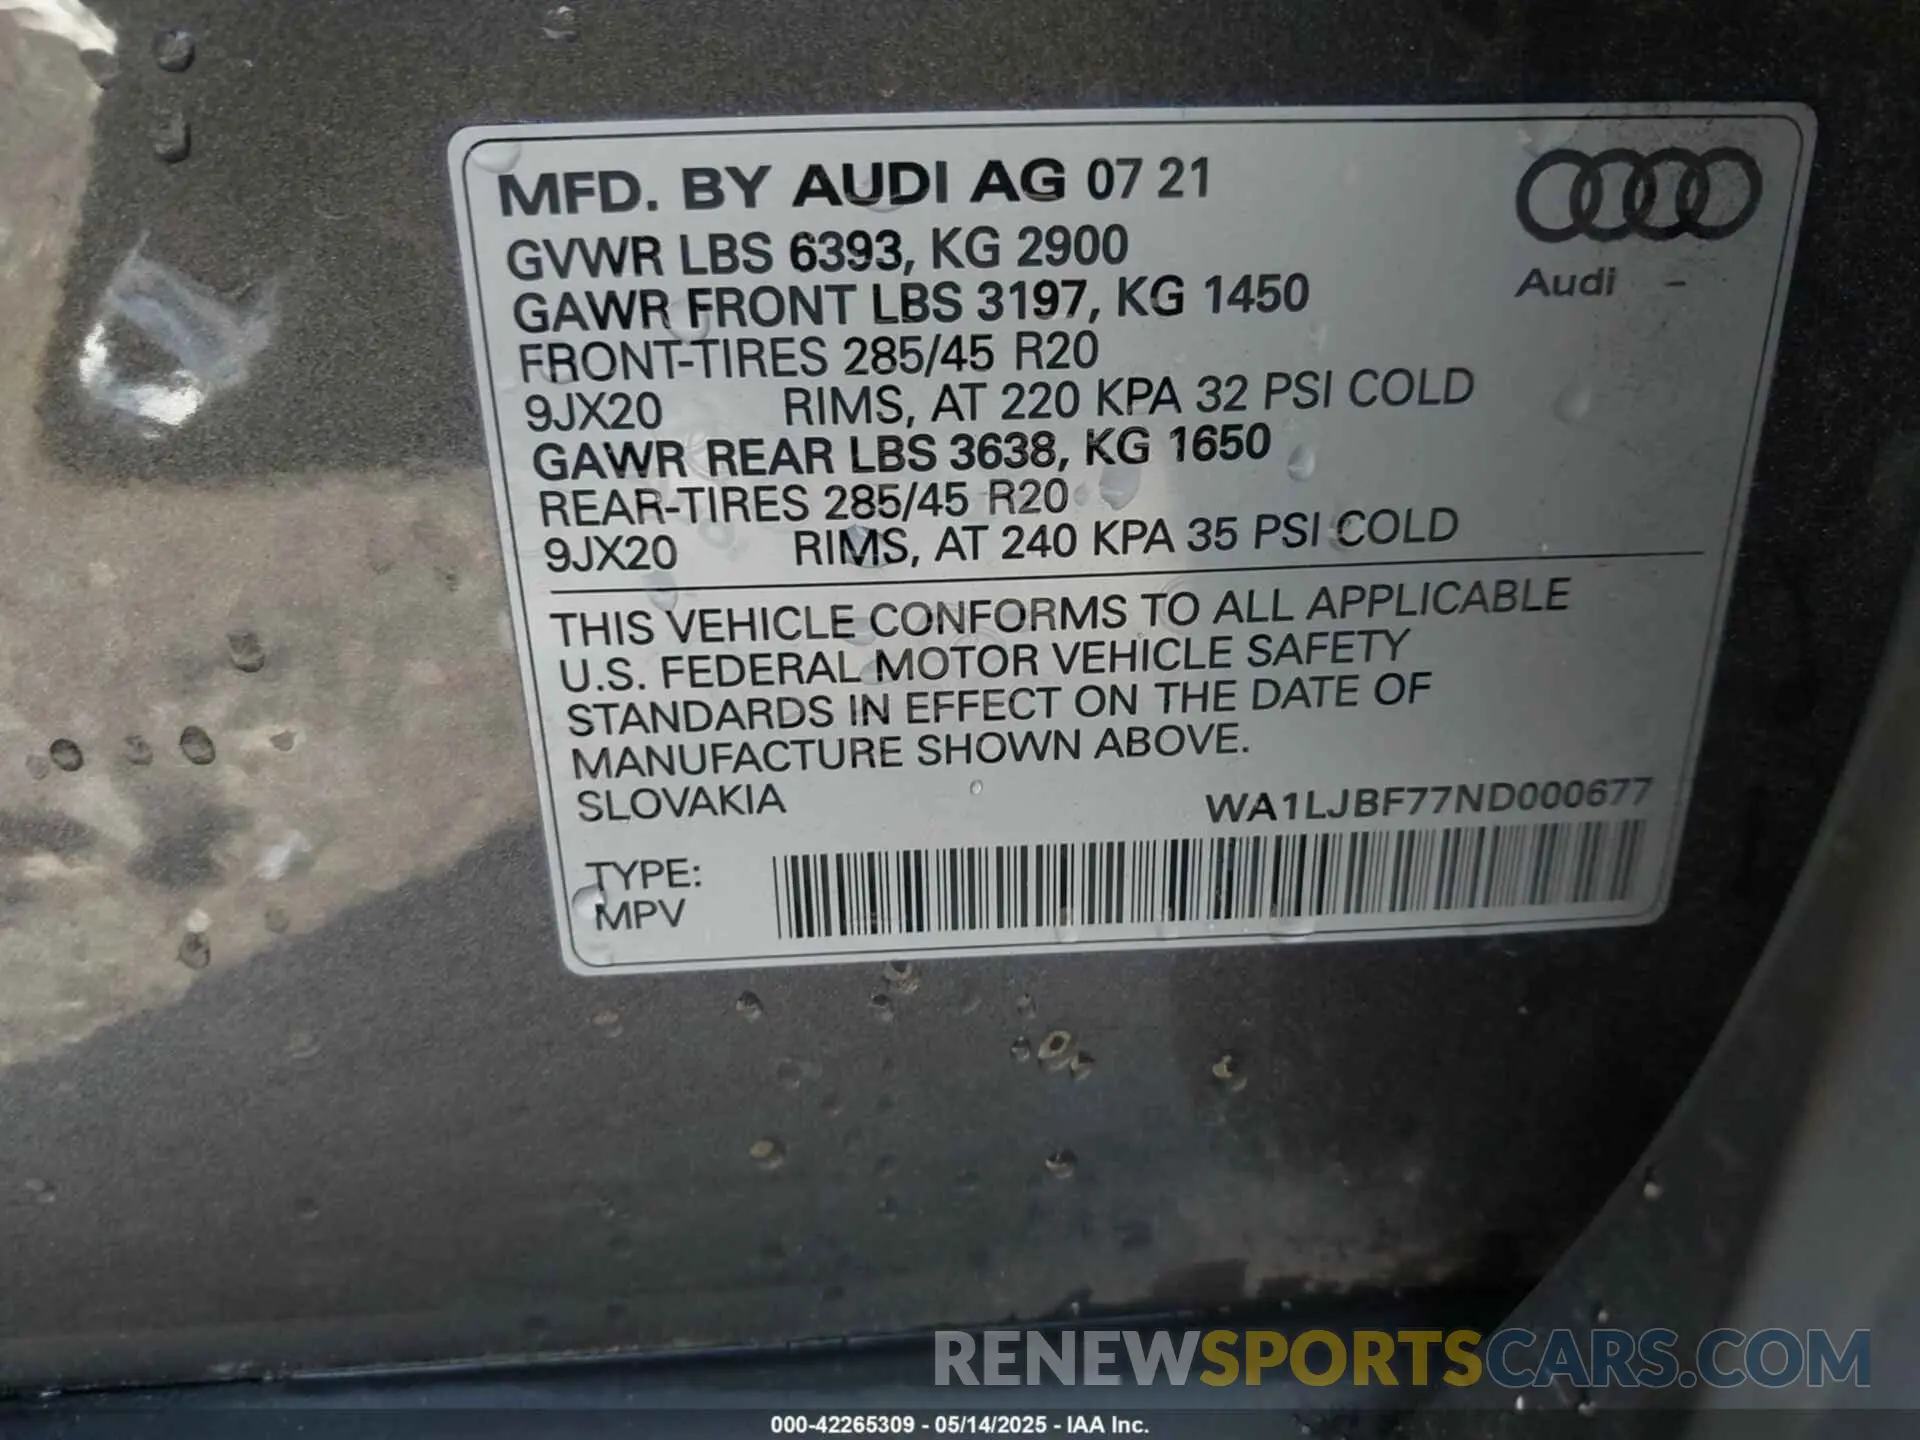 MFD. BY AUDI AG 07 21
GVWR LBS 6393, KG 2900
GAWR FRONT LBS 3197, KG 1450
FRONT-TIRES 285/45 R20
9JX20 RIMS, AT 220 KPA 32 PSI COLD
GAWR REAR LBS 3638, KG 1650
REAR-TIRES 285/45 R20
9JX20 RIMS, AT 240 KPA 35 PSI COLD
Audi -
THIS VEHICLE CONFORMS TO ALL APPLICABLE
U.S. FEDERAL MOTOR VEHICLE SAFETY
STANDARDS IN EFFECT ON THE DATE OF
MANUFACTURE SHOWN ABOVE.
SLOVAKIA WA1LJBF77ND000677
TYPE:
MPV
RENEWSPORTSCARS.COM
000-42265309 - 05/14/2025 - IAA Inc.